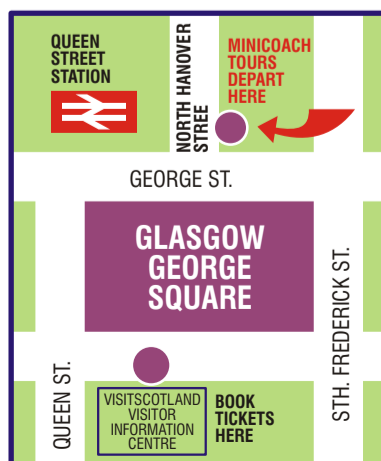 QUEEN
STREET
STATION
NORTH HANOVER
STREE
MINICOACH
TOURS
DEPART
HERE
GEORGE ST.
GLASGOW
GEORGE
SQUARE
QUEEN ST.
STH. FREDERICK ST.
VISITSCOTLAND
VISITOR
INFORMATION
CENTRE
BOOK
TICKETS
HERE